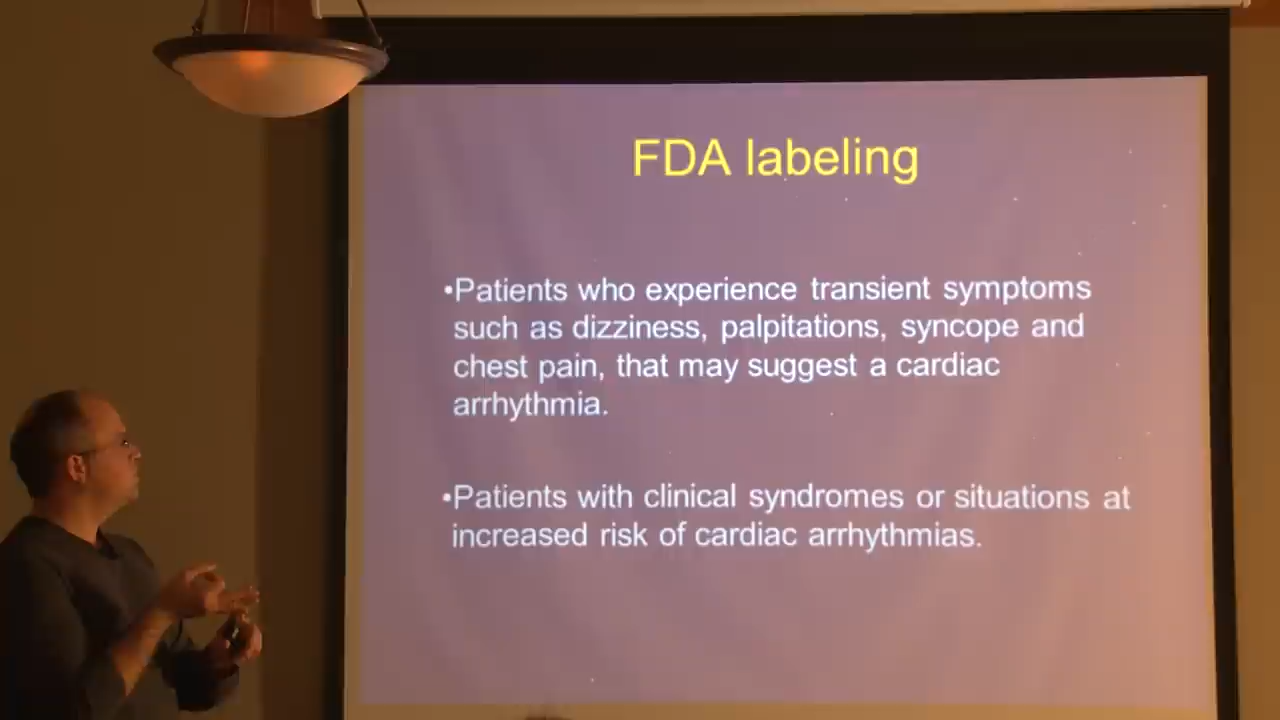 FDA labeling
•Patients who experience transient symptoms
such as dizziness, palpitations, syncope and
chest pain, that may suggest a cardiac
arrhythmia.
•Patients with clinical syndromes or situations at
increased risk of cardiac arrhythmias.